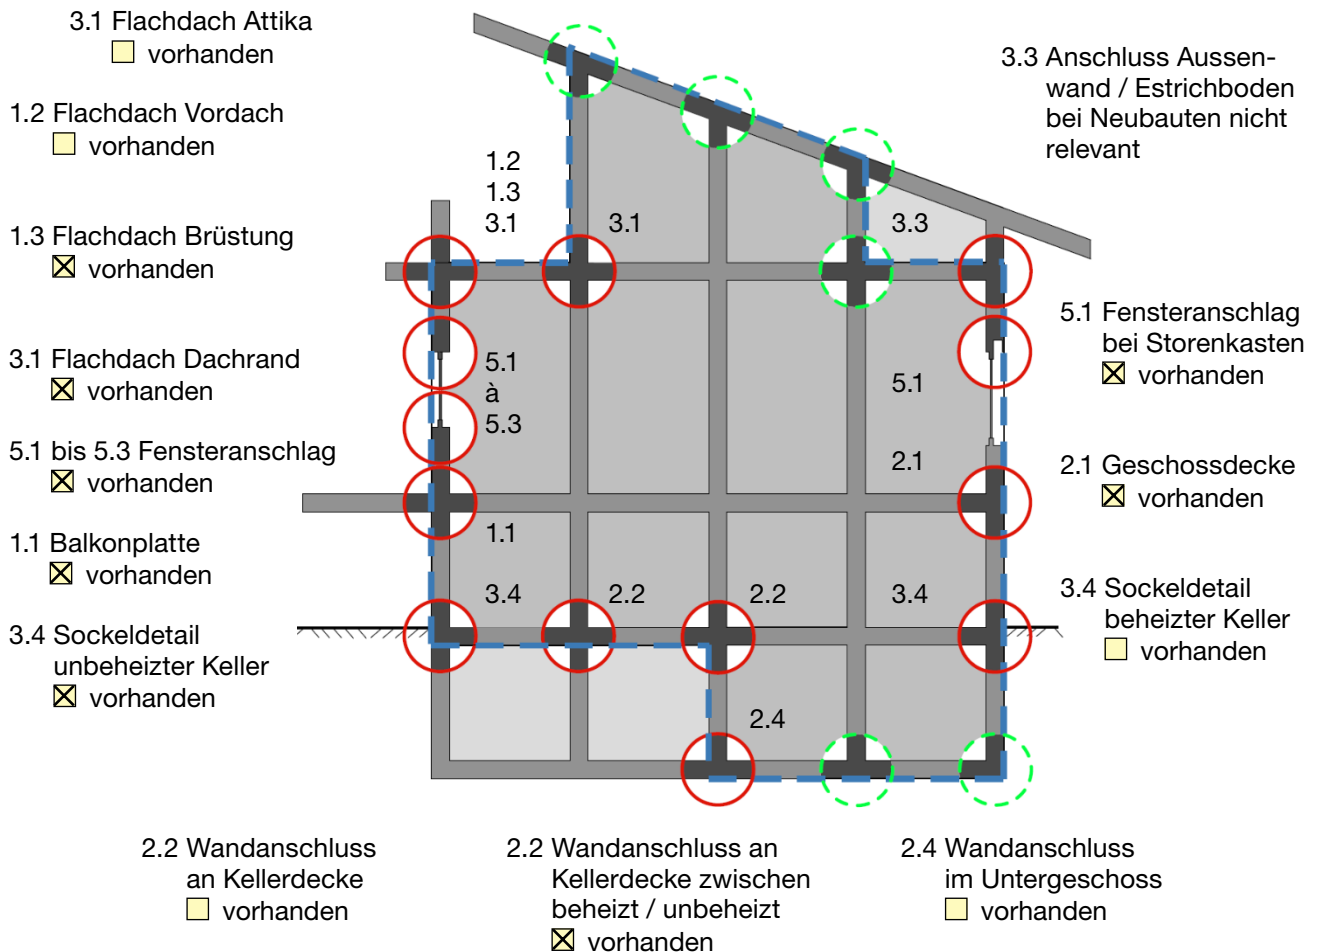 3.1 Flachdach Attika
vorhanden
1.2 Flachdach Vordach
vorhanden
1.3 Flachdach Brüstung
vorhanden
3.1 Flachdach Dachrand
vorhanden
5.1 bis 5.3 Fensteranschlag
vorhanden
1.1 Balkonplatte
vorhanden
3.4 Sockeldetail
unbeheizter Keller
vorhanden
1.2
1.3
3.1
3.1
3.3
5.1
à
5.3
5.1
2.1
1.1
3.4
2.2
2.2
3.4
2.4
3.3 Anschluss Aussen-
wand / Estrichboden
bei Neubauten nicht
relevant
5.1 Fensteranschlag
bei Storenkasten
vorhanden
2.1 Geschossdecke
vorhanden
3.4 Sockeldetail
beheizter Keller
vorhanden
2.2 Wandanschluss
an Kellerdecke
vorhanden
2.2 Wandanschluss an
Kellerdecke zwischen
beheizt / unbeheizt
vorhanden
2.4 Wandanschluss
im Untergeschoss
vorhanden